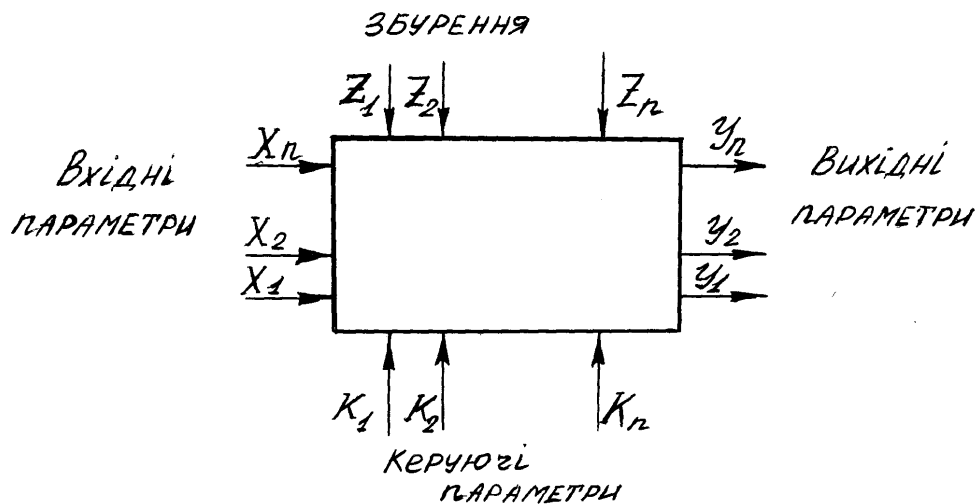 ЗБУРЕННЯ
Z1 Z2 Zn
Xn Yn
Вхідні
параметри
Вихідні
параметри
X2 Y2
X1 Y1
K1 K2 Kn
Керуючі
параметри